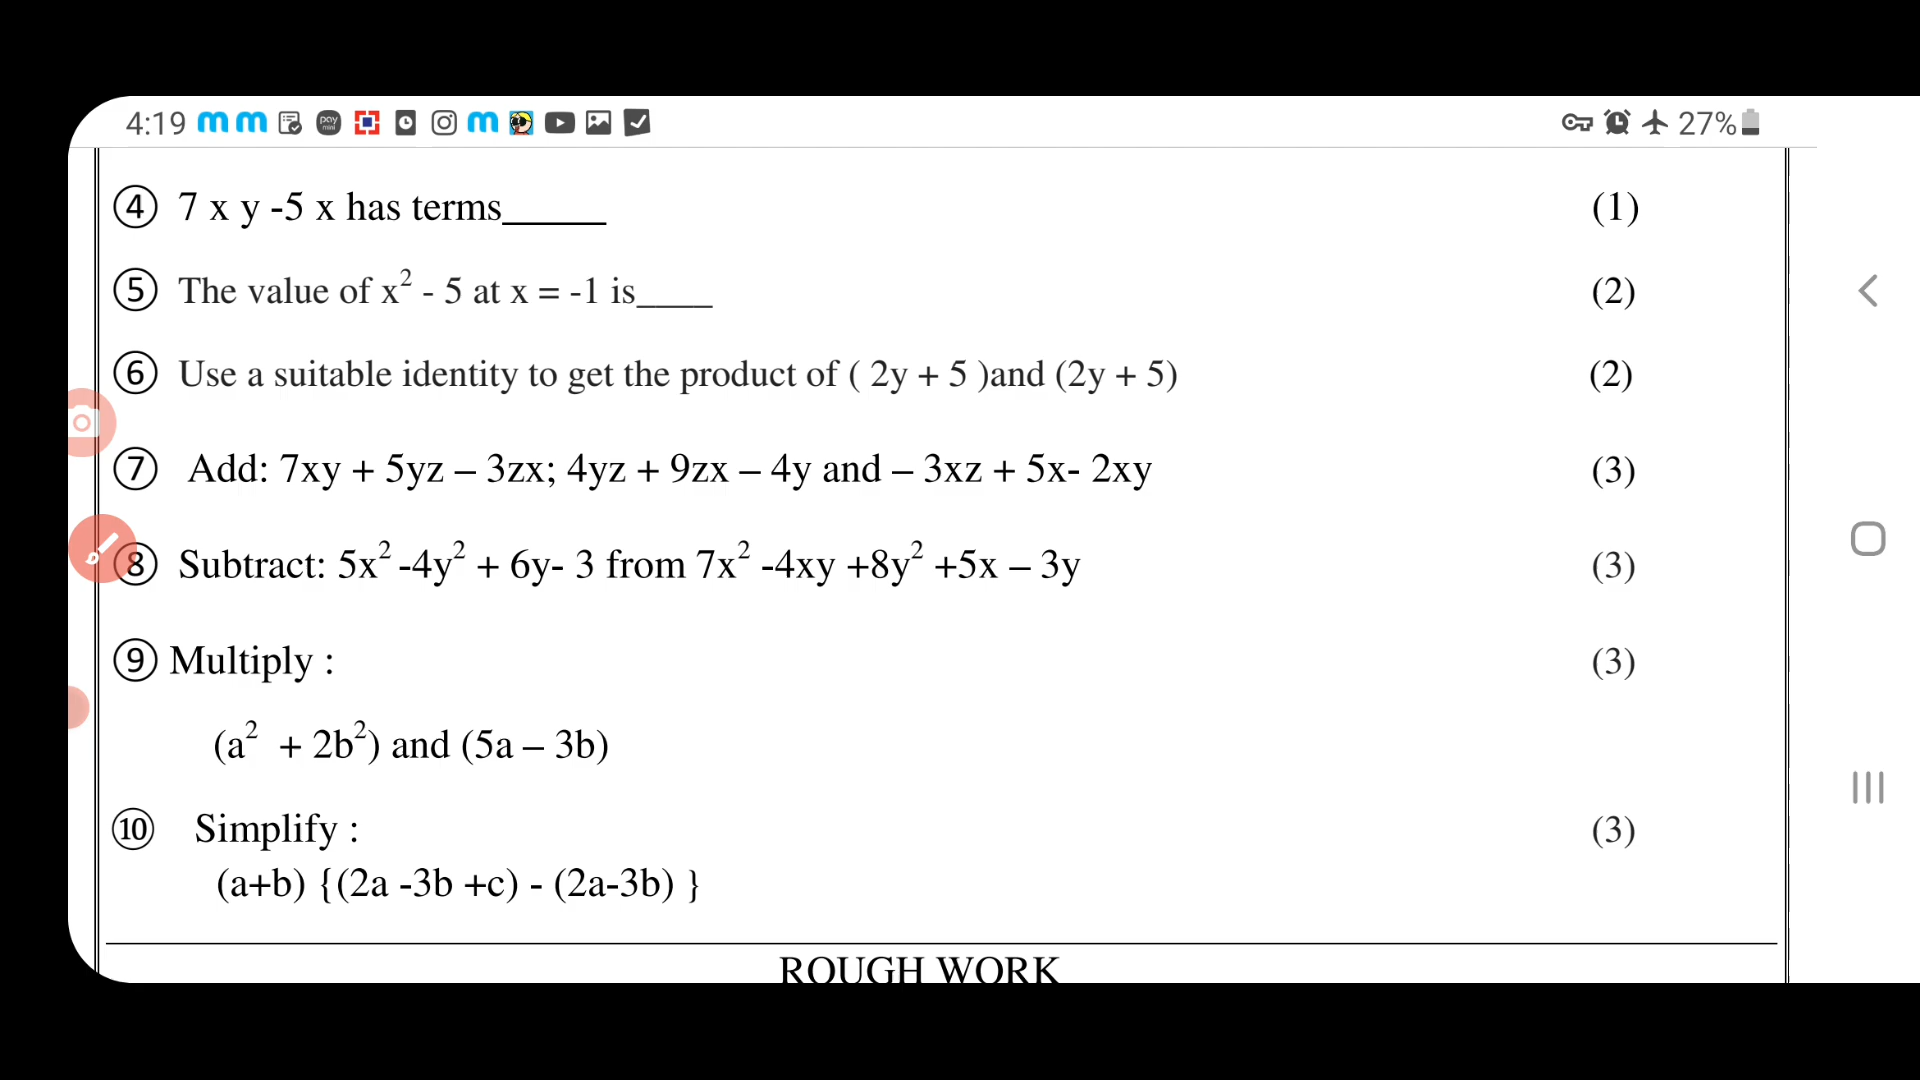 4:19 m m pay mini m 27%
④ 7 x y -5 x has terms_____ (1)
⑤ The value of x² - 5 at x = -1 is____ (2)
⑥ Use a suitable identity to get the product of ( 2y + 5 )and (2y + 5) (2)
⑦ Add: 7xy + 5yz – 3zx; 4yz + 9zx – 4y and – 3xz + 5x- 2xy (3)
⑧ Subtract: 5x² -4y² + 6y- 3 from 7x² -4xy +8y² +5x – 3y (3)
⑨ Multiply : (3)
(a² + 2b²) and (5a – 3b)
⑩ Simplify : (3)
(a+b) {(2a -3b +c) - (2a-3b) }
ROUGH WORK